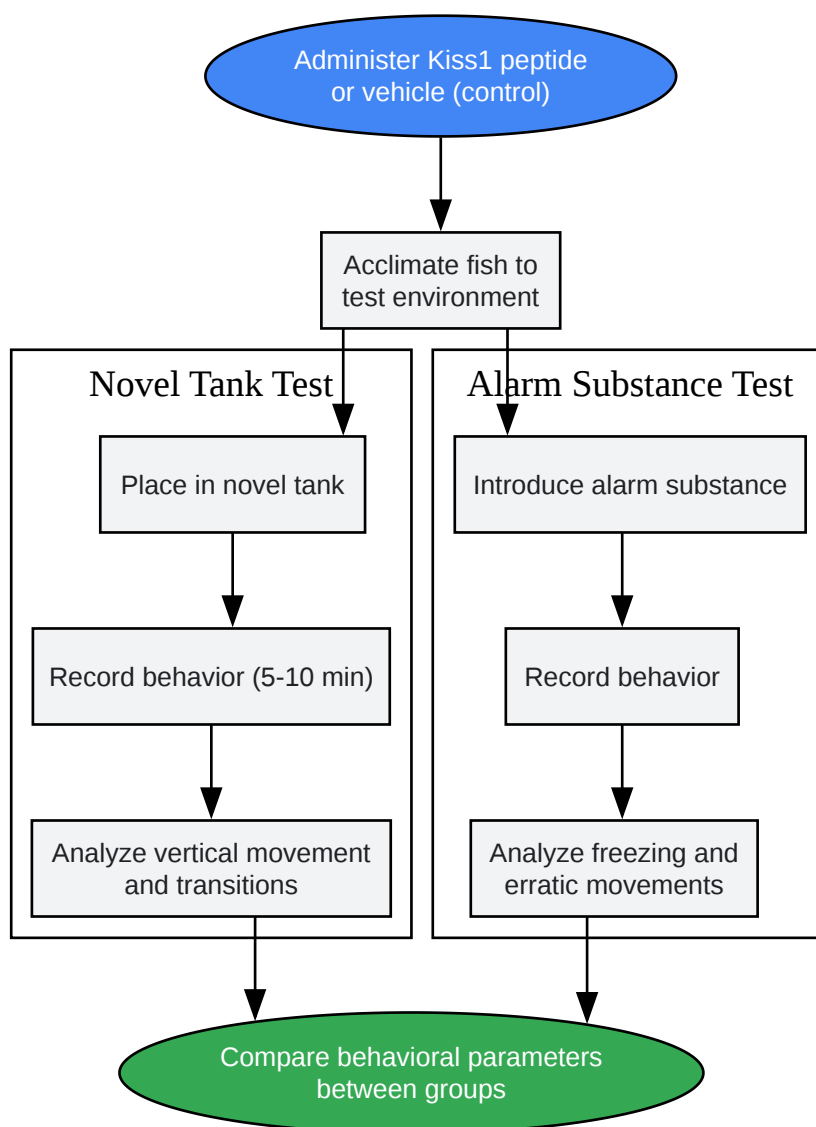 Administer Kiss1 peptide
or vehicle (control)
Acclimate fish to
test environment
Novel Tank Test
Place in novel tank
Record behavior (5-10 min)
Analyze vertical movement
and transitions
Alarm Substance Test
Introduce alarm substance
Record behavior
Analyze freezing and
erratic movements
Compare behavioral parameters
between groups